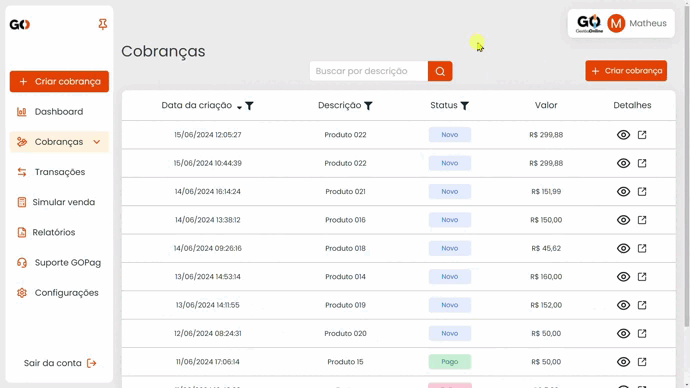 GO
Criar cobrança
Dashboard
Cobranças
Transações
Simular venda
Relatórios
Suporte GOPag
Configurações
Sair da conta
GO
GestãoOnline
M
Matheus
Cobranças
Buscar por descrição
Criar cobrança
Data da criação Descrição Status Valor Detalhes
15/06/2024 12:05:27 Produto 022 Novo R$ 299,88
15/06/2024 10:44:39 Produto 022 Novo R$ 299,88
14/06/2024 16:14:24 Produto 021 Novo R$ 151,99
14/06/2024 13:38:12 Produto 016 Novo R$ 150,00
14/06/2024 09:26:16 Produto 018 Novo R$ 45,62
13/06/2024 14:53:14 Produto 014 Novo R$ 160,00
13/06/2024 14:11:55 Produto 019 Novo R$ 152,00
12/06/2024 08:24:31 Produto 020 Novo R$ 50,00
11/06/2024 17:06:14 Produto 15 Pago R$ 50,00